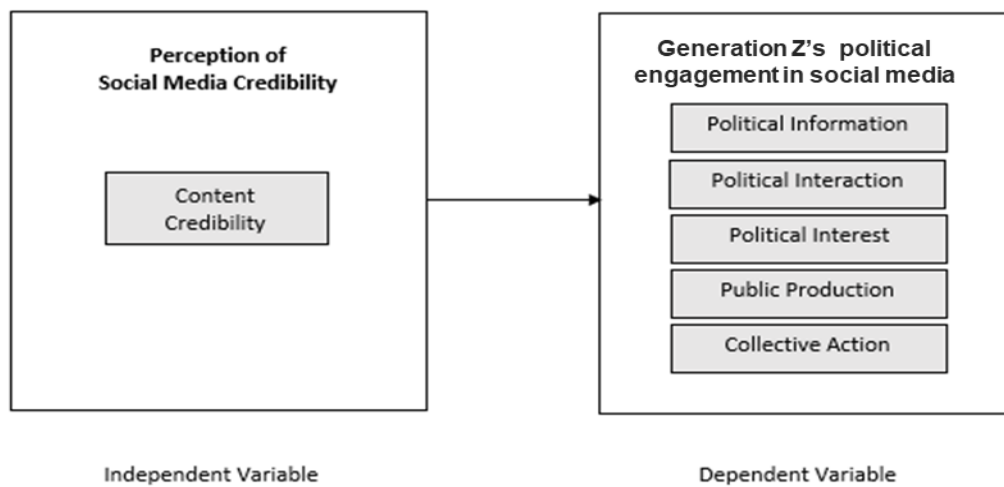 Perception of
Social Media Credibility
Content
Credibility
Independent Variable
Generation Z’s political
engagement in social media
Political Information
Political Interaction
Political Interest
Public Production
Collective Action
Dependent Variable